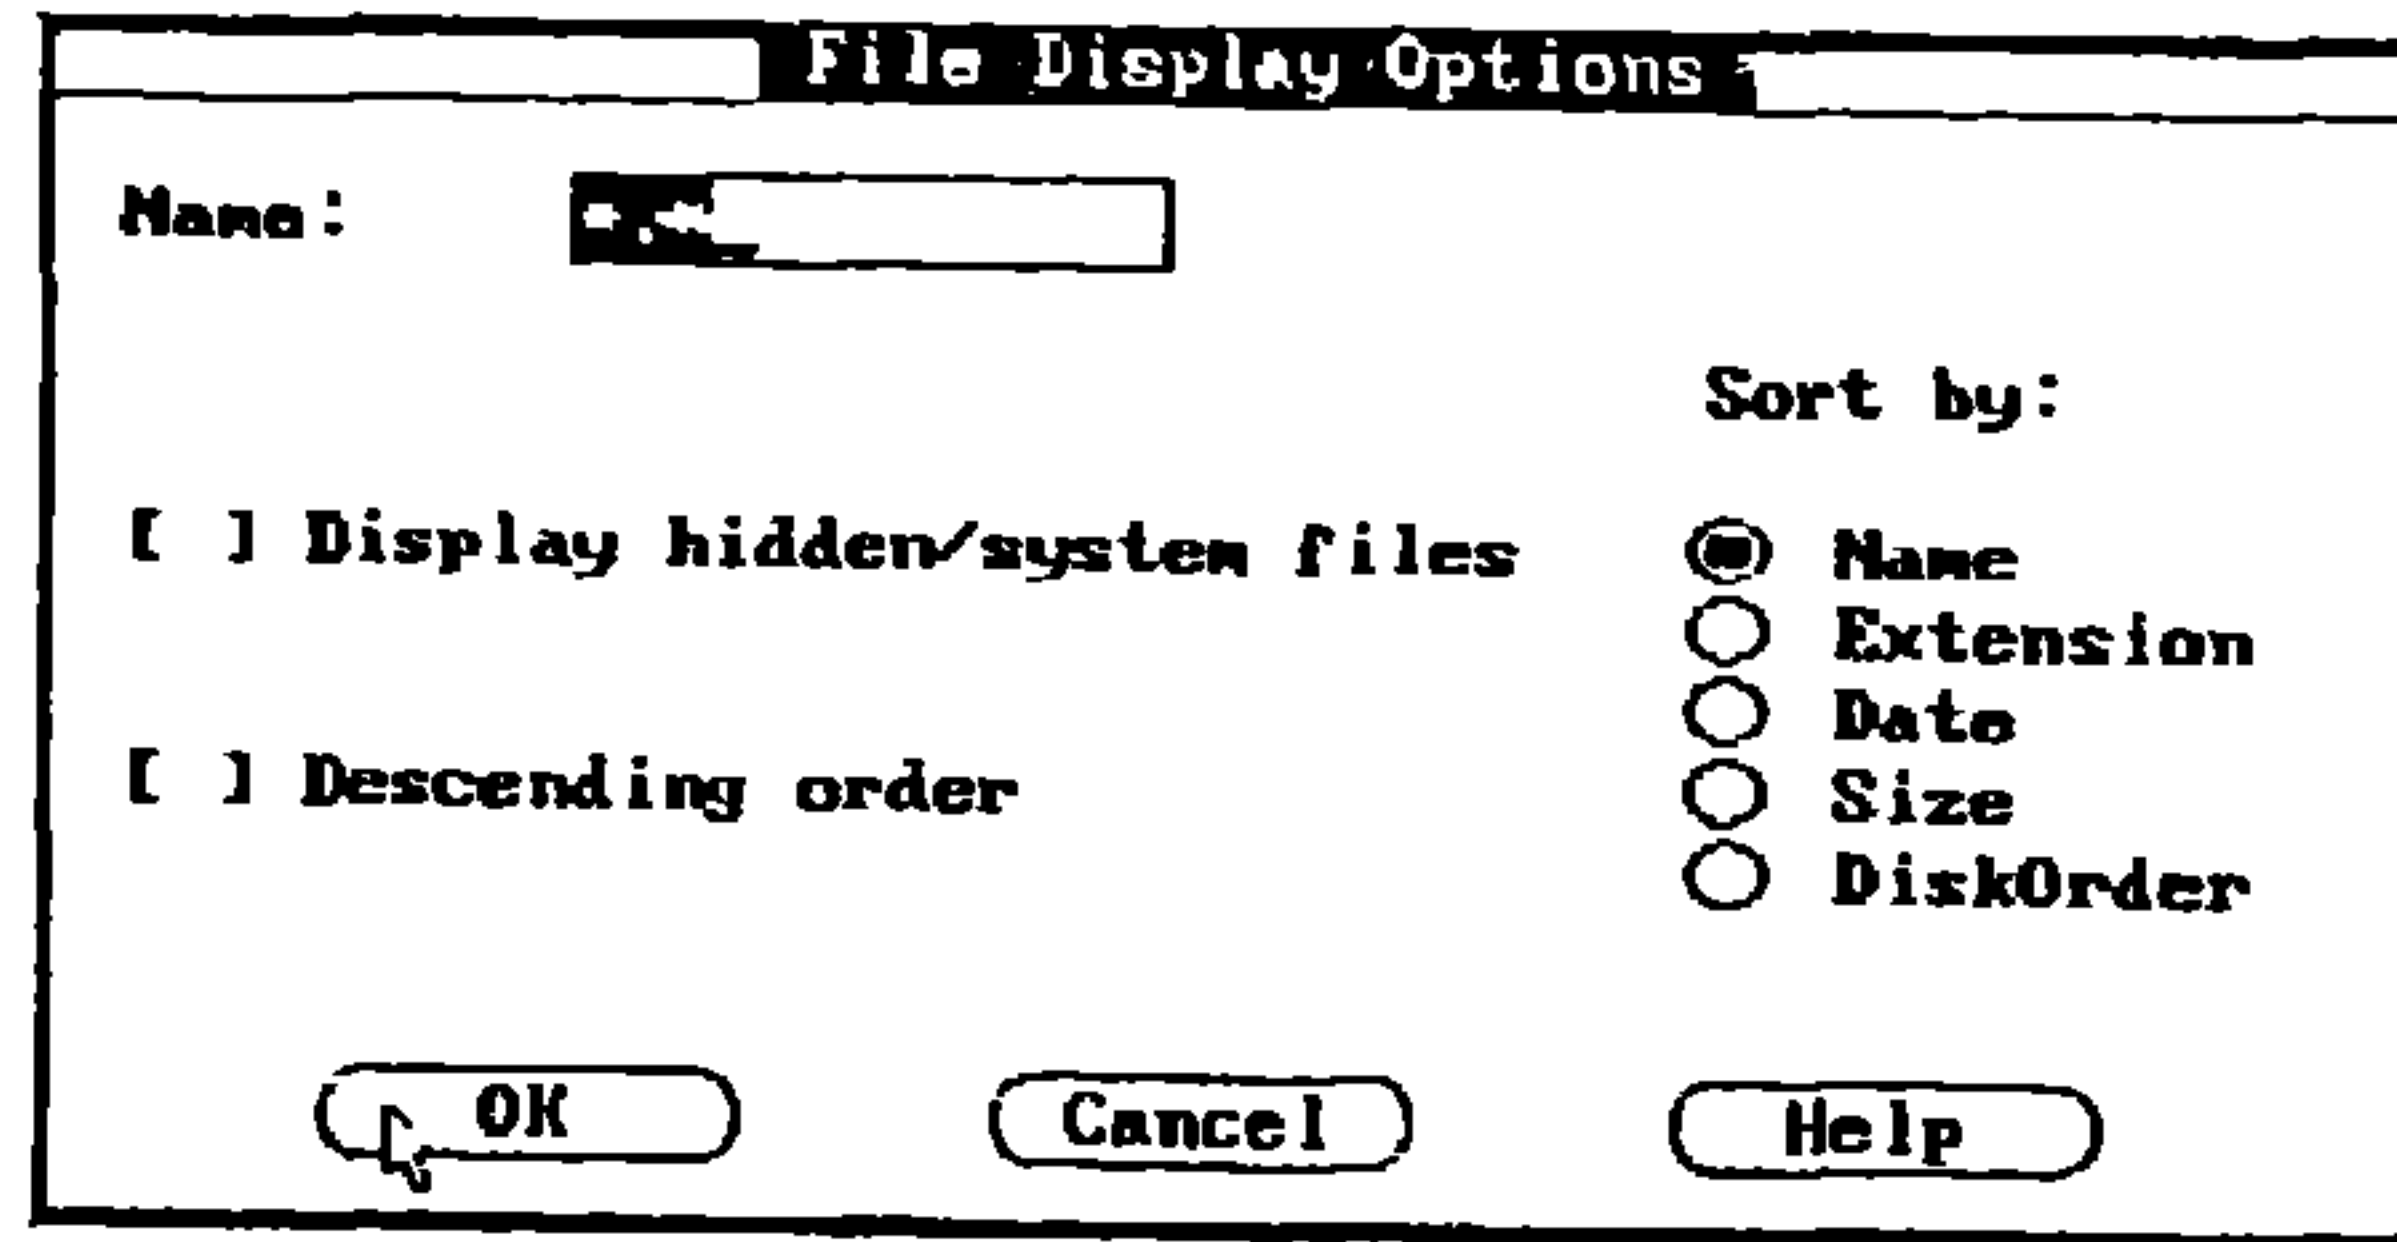 File Display Options
Name: *.*
Sort by:
[ ] Display hidden/system files
Name
Extension
Date
[ ] Descending order
Size
DiskOrder
OK Cancel Help